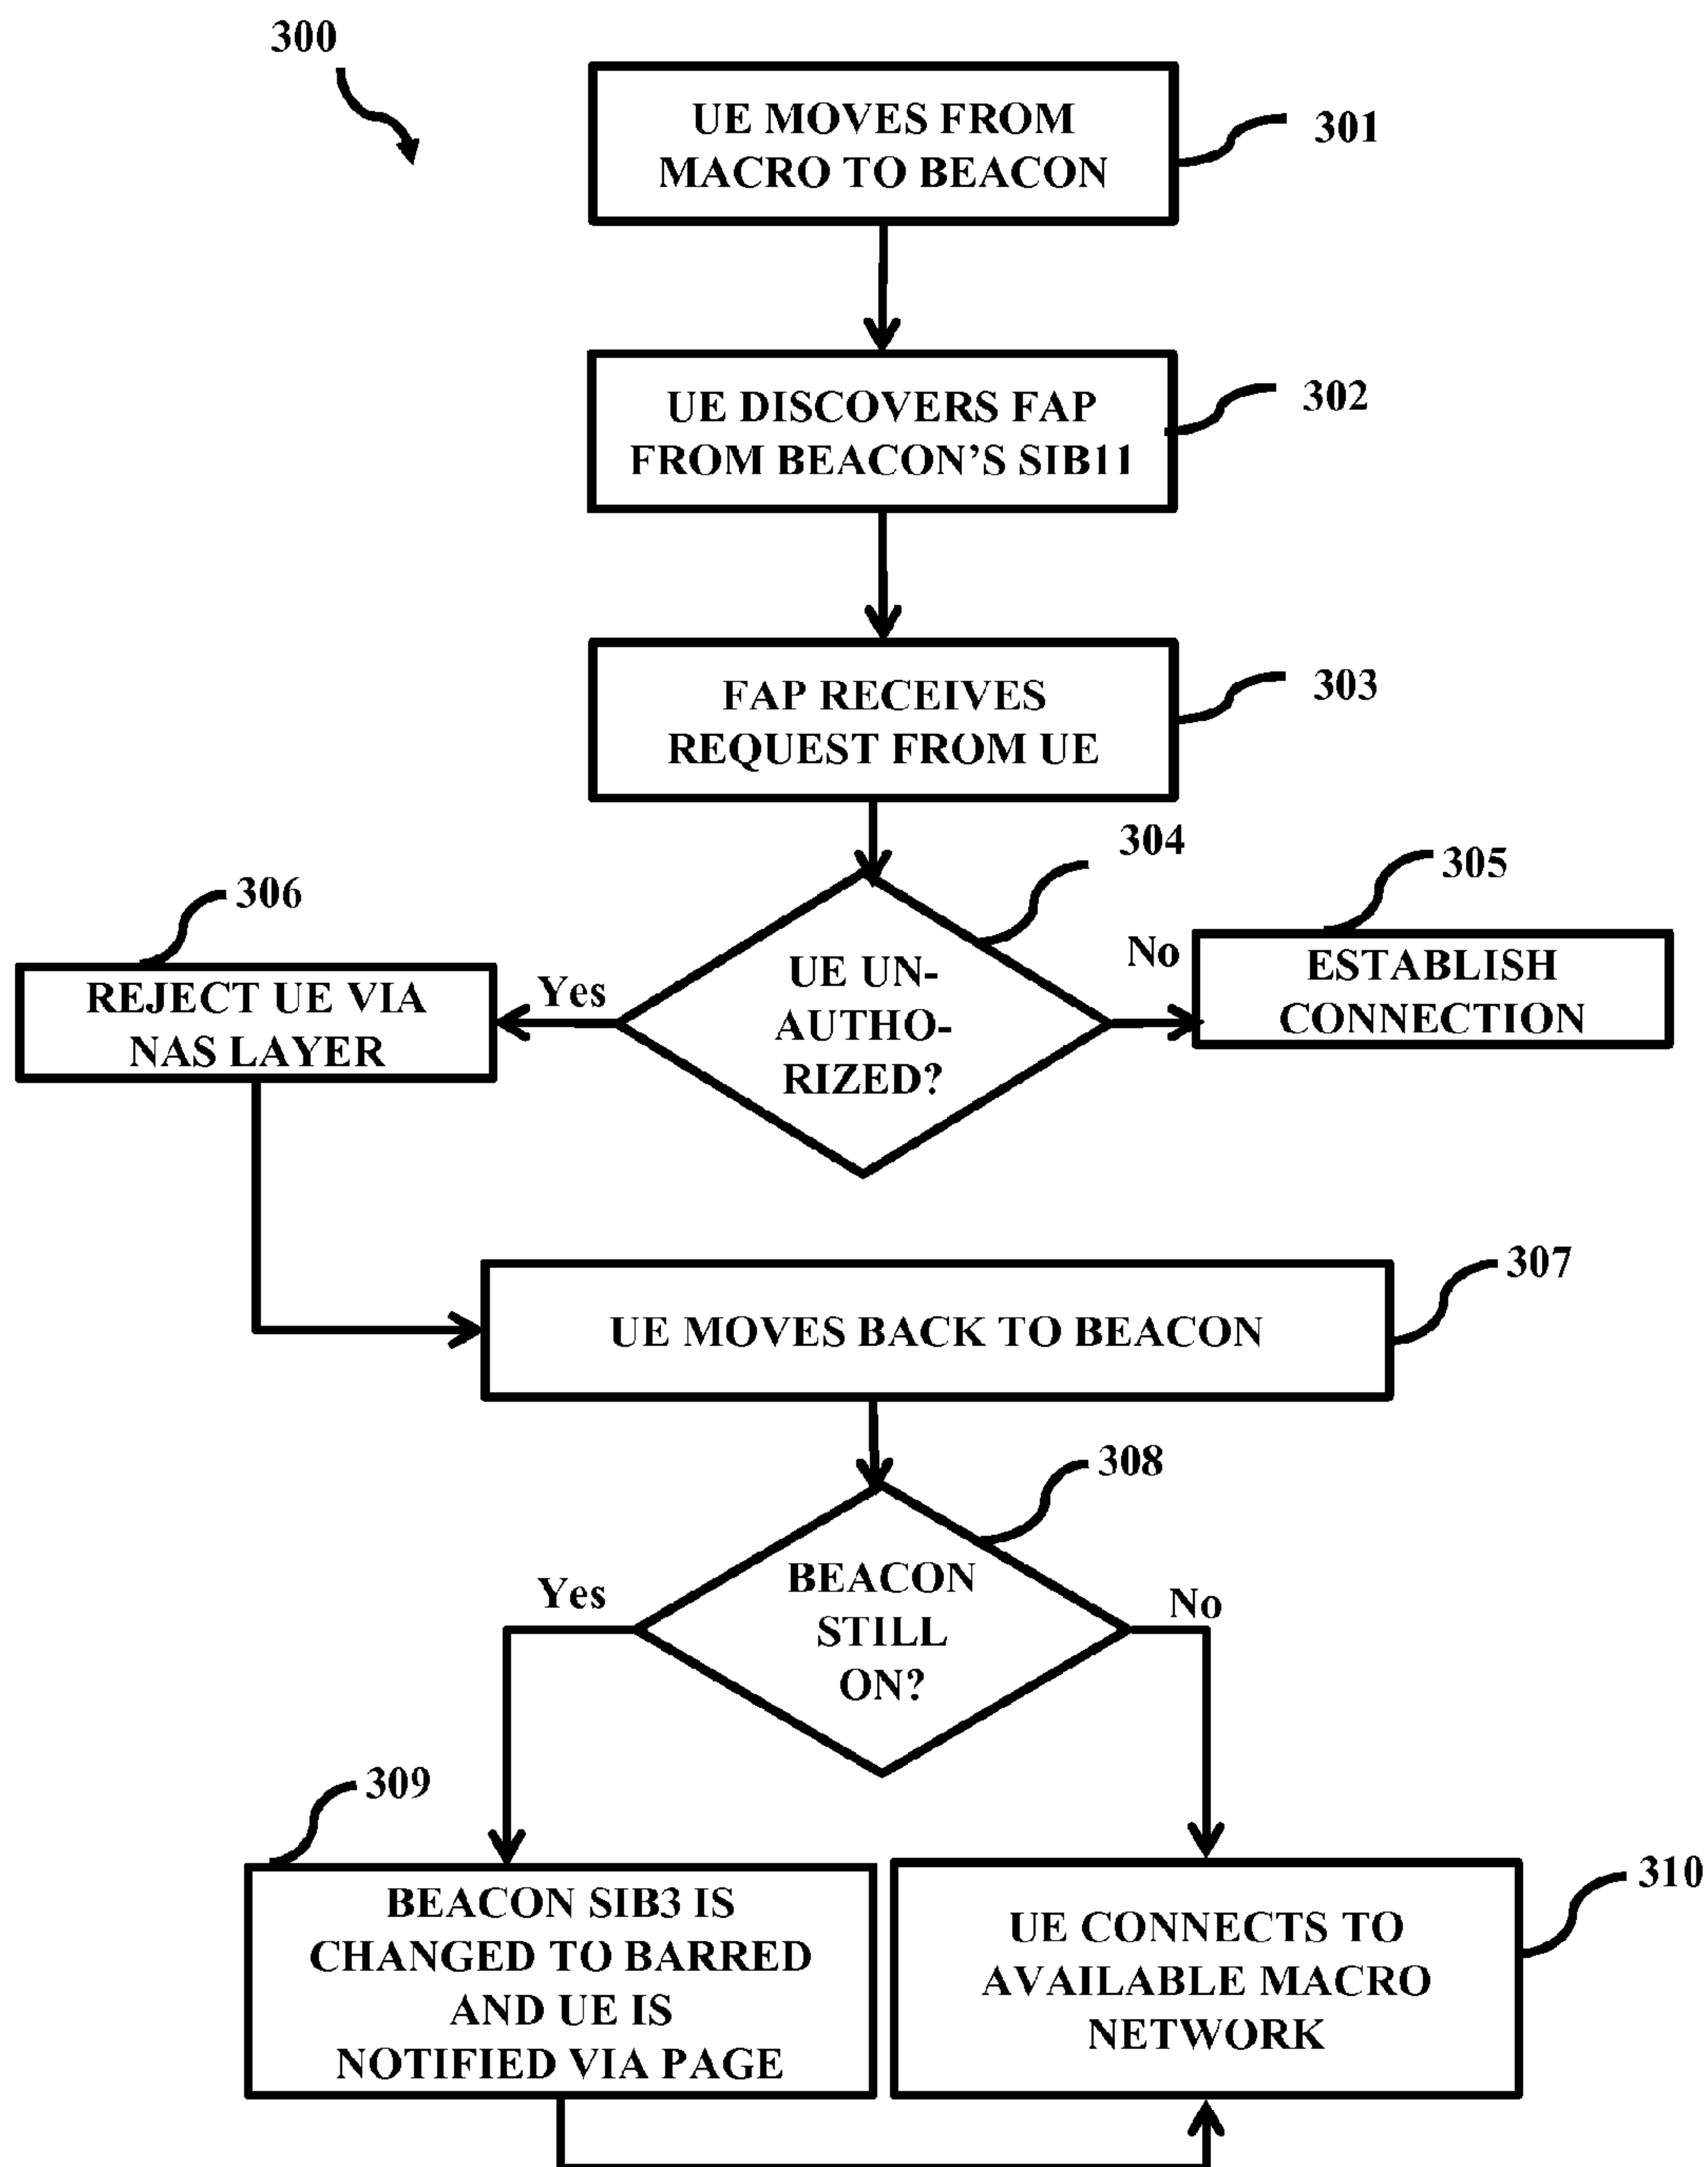 300
UE MOVES FROM
MACRO TO BEACON
301
UE DISCOVERS FAP
FROM BEACON'S SIB11
302
FAP RECEIVES
REQUEST FROM UE
303
304
305
306
UE UN-
AUTHO-
RIZED?
Yes
No
REJECT UE VIA
NAS LAYER
ESTABLISH
CONNECTION
307
UE MOVES BACK TO BEACON
308
BEACON
STILL
ON?
Yes
No
309
BEACON SIB3 IS
CHANGED TO BARRED
AND UE IS
NOTIFIED VIA PAGE
310
UE CONNECTS TO
AVAILABLE MACRO
NETWORK